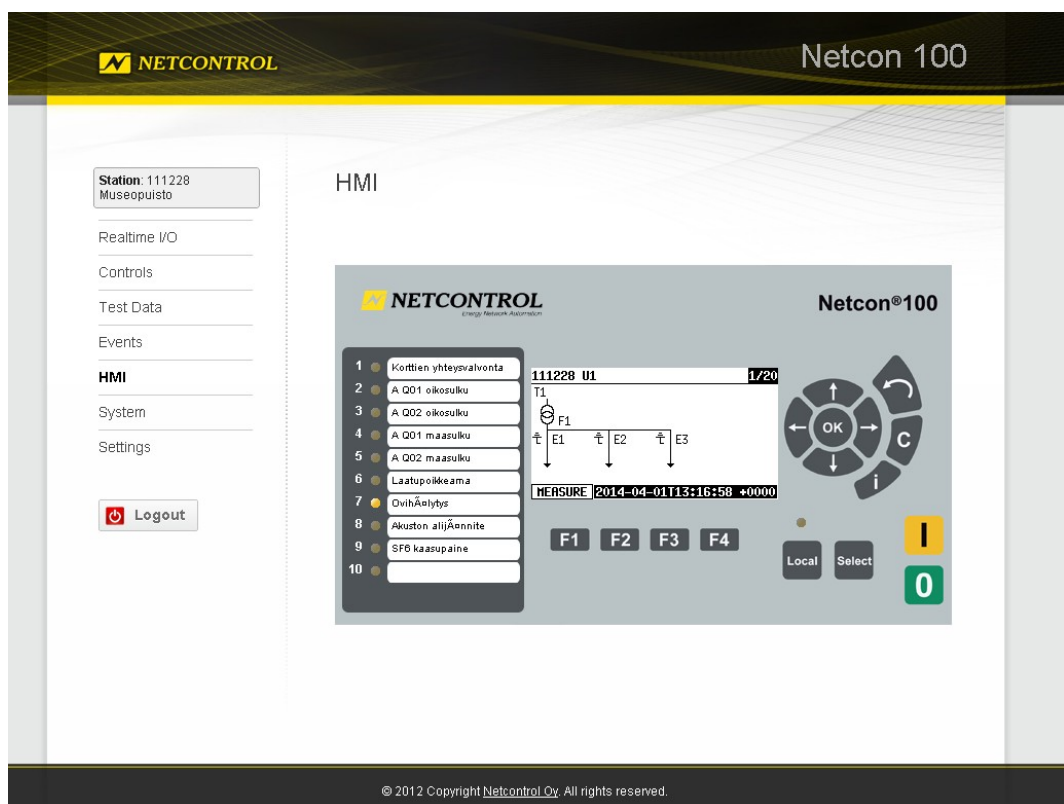 NETCONTROL
Netcon 100
Station: 111228
Museopuisto
HMI
Realtime I/O
Controls
Test Data
Events
HMI
System
Settings
Logout
NETCONTROL
Energy Network Automation
Netcon®100
1 Korttien yhteysvalvonta
2 A Q01 oikosulku
3 A Q02 oikosulku
4 A Q01 maasulku
5 A Q02 maasulku
6 Laatupoikkeama
7 OvihÃ¤lytys
8 Akuston alijÃ¤nnite
9 SF6 kaasupaine
10
111228 U1 1/20
T1
F1
E1 E2 E3
MEASURE 2014-04-01T13:16:58 +0000
F1 F2 F3 F4
OK
C
i
Local Select
I
0
© 2012 Copyright Netcontrol Oy. All rights reserved.